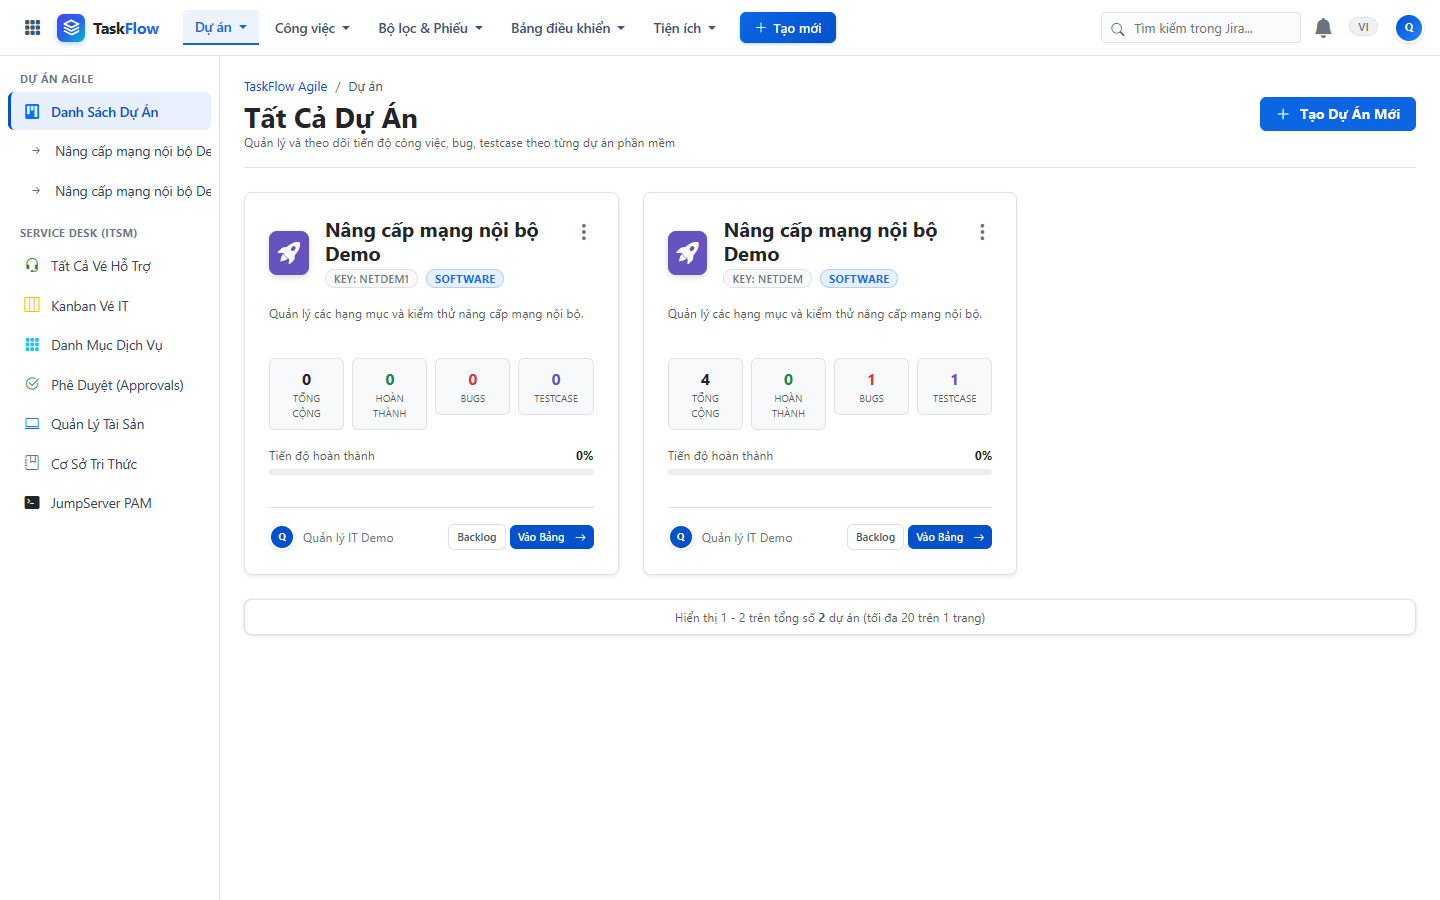 TaskFlow
Dự án
Công việc
Bộ lọc & Phiếu
Bảng điều khiển
Tiện ích
+ Tạo mới
Tìm kiếm trong Jira...
VI
Q
DỰ ÁN AGILE
Danh Sách Dự Án
→ Nâng cấp mạng nội bộ De
→ Nâng cấp mạng nội bộ De
SERVICE DESK (ITSM)
Tất Cả Vé Hỗ Trợ
Kanban Vé IT
Danh Mục Dịch Vụ
Phê Duyệt (Approvals)
Quản Lý Tài Sản
Cơ Sở Tri Thức
JumpServer PAM
TaskFlow Agile / Dự án
Tất Cả Dự Án
Quản lý và theo dõi tiến độ công việc, bug, testcase theo từng dự án phần mềm
+ Tạo Dự Án Mới
Nâng cấp mạng nội bộ
Demo
KEY: NETDEM1 SOFTWARE
Quản lý các hạng mục và kiểm thử nâng cấp mạng nội bộ.
0
TỔNG
CỘNG
0
HOÀN
THÀNH
0
BUGS
0
TESTCASE
Tiến độ hoàn thành 0%
Q Quản lý IT Demo Backlog Vào Bảng →
Nâng cấp mạng nội bộ
Demo
KEY: NETDEM SOFTWARE
Quản lý các hạng mục và kiểm thử nâng cấp mạng nội bộ.
4
TỔNG
CỘNG
0
HOÀN
THÀNH
1
BUGS
1
TESTCASE
Tiến độ hoàn thành 0%
Q Quản lý IT Demo Backlog Vào Bảng →
Hiển thị 1 - 2 trên tổng số 2 dự án (tối đa 20 trên 1 trang)